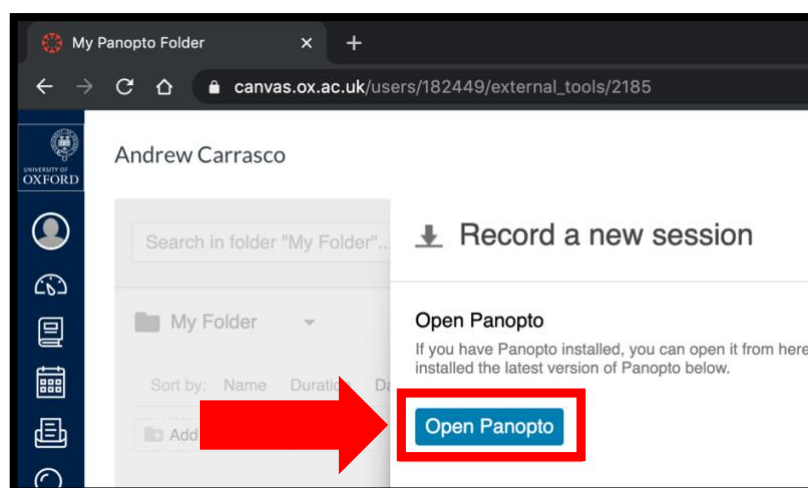 My Panopto Folder
canvas.ox.ac.uk/users/182449/external_tools/2185
UNIVERSITY OF
OXFORD
Andrew Carrasco
Search in folder "My Folder"...
Record a new session
My Folder
Open Panopto
If you have Panopto installed, you can open it from here
installed the latest version of Panopto below.
Sort by: Name Duration
Add
Open Panopto